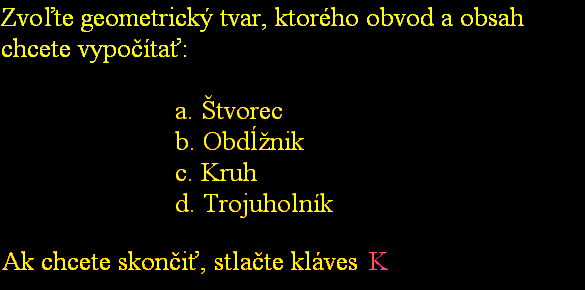 Zvoľte geometrický tvar, ktorého obvod a obsah
chcete vypočítať:
a. Štvorec
b. Obdĺžnik
c. Kruh
d. Trojuholník
Ak chcete skončiť, stlačte kláves K